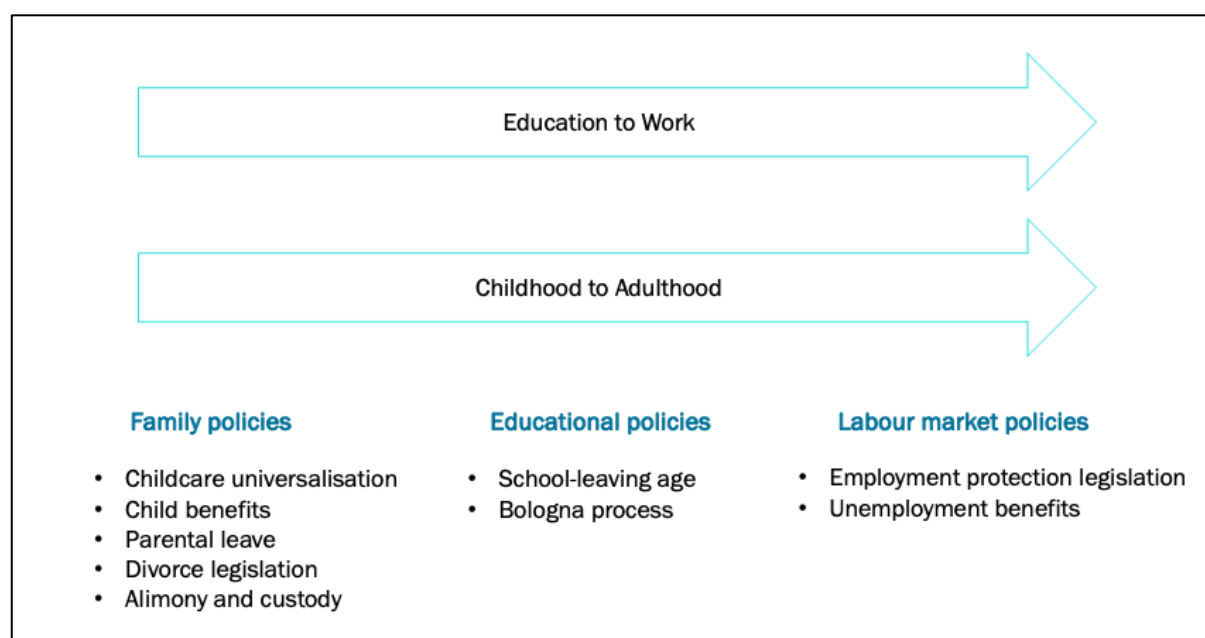 Education to Work
Childhood to Adulthood
Family policies
• Childcare universalisation
• Child benefits
• Parental leave
• Divorce legislation
• Alimony and custody
Educational policies
• School-leaving age
• Bologna process
Labour market policies
• Employment protection legislation
• Unemployment benefits